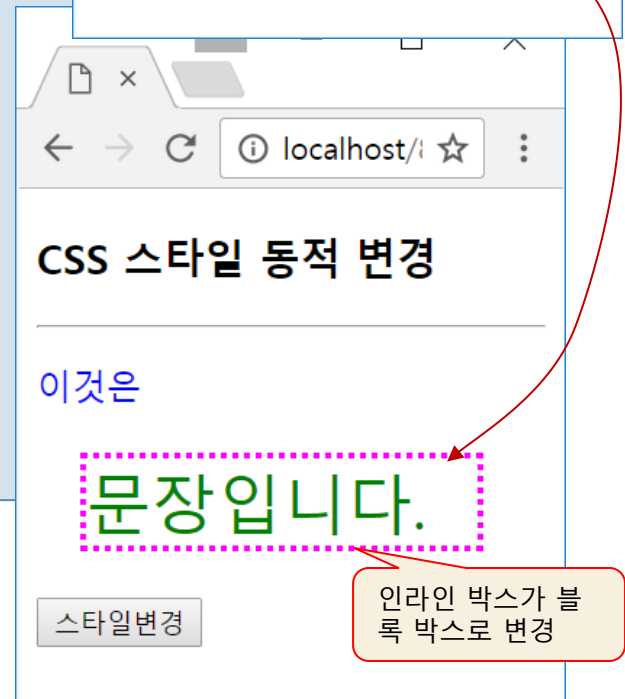 localhost/
CSS 스타일 동적 변경
이것은
문장입니다.
스타일변경
인라인 박스가 블
록 박스로 변경